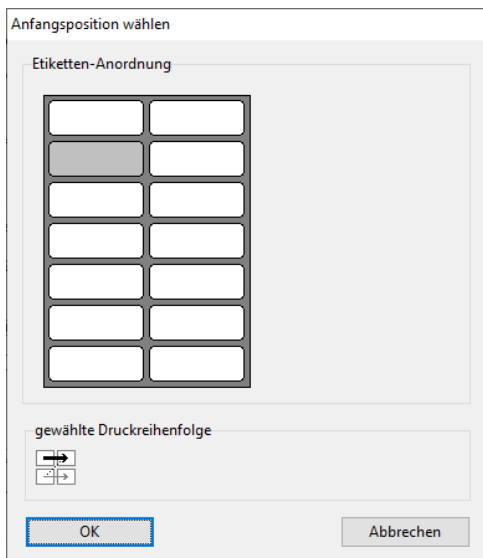 Anfangsposition wählen
Etiketten-Anordnung
gewählte Druckreihenfolge
OK
Abbrechen